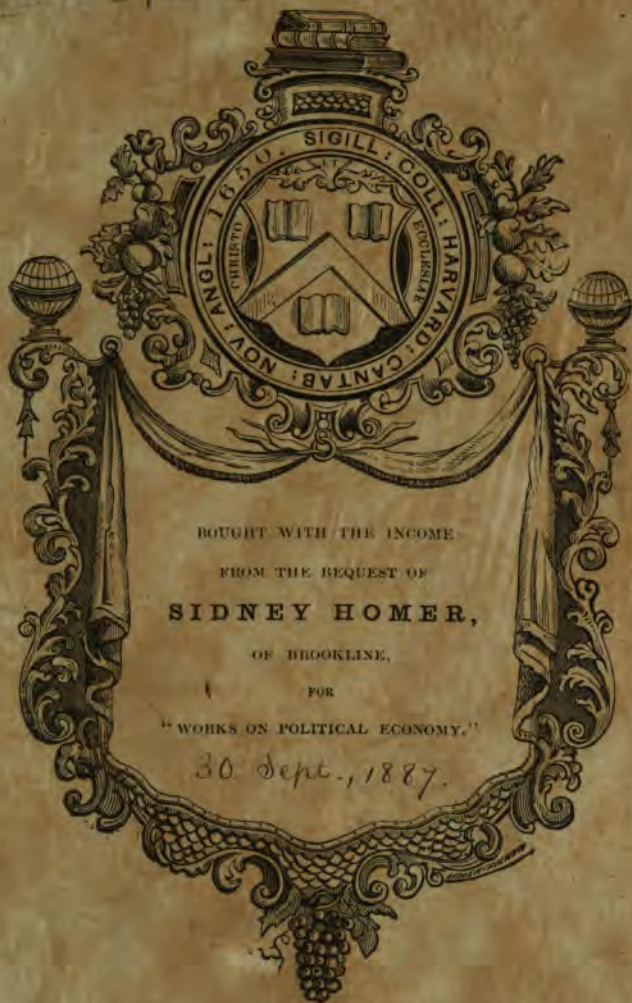 SIGILL: COLL: HARVARD: CANTAB: NOV: ANGL: 1650.
CHRISTO
ECCLESIAE
BOUGHT WITH THE INCOME
FROM THE BEQUEST OF
SIDNEY HOMER,
OF BROOKLINE,
FOR
"WORKS ON POLITICAL ECONOMY."
30 Sept., 1887.